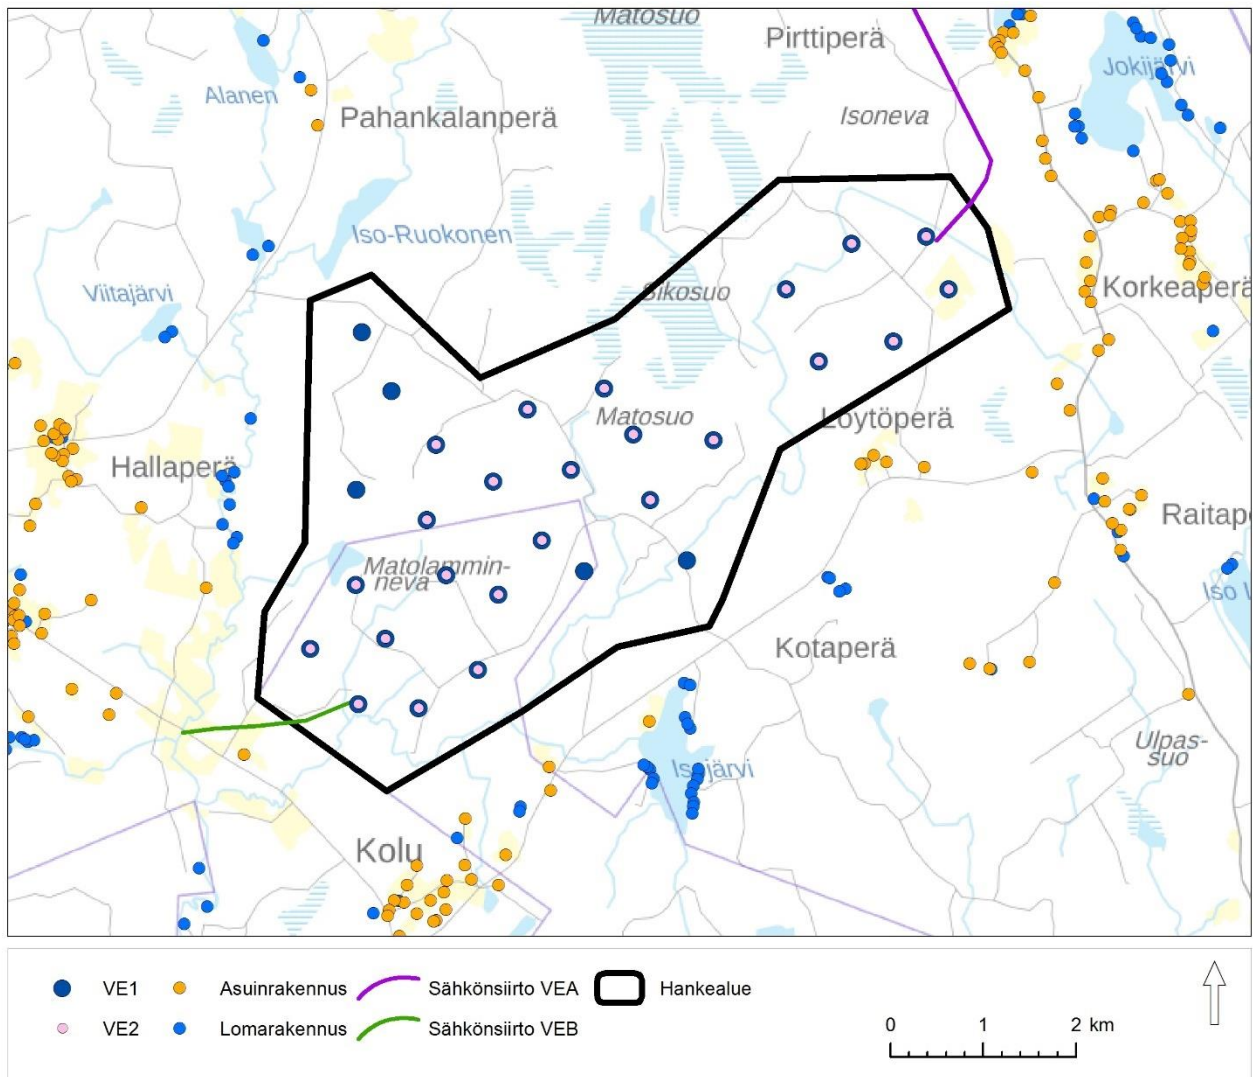 Matosuo
Pirttiperä
Jokijärvi
Alanen
Pahankalanperä
Isoneva
Iso-Ruokonen
Viitajärvi
Sikosuo
Korkeaperä
Matosuo
Löytöperä
Hallaperä
Raitap
Matolammin-
neva
Iso
Kotaperä
Ulpas-
suo
Isojärvi
Kolu
VE1
Asuinrakennus
Sähkönsiirto VEA
Hankealue
VE2
Lomarakennus
Sähkönsiirto VEB
0 1 2 km